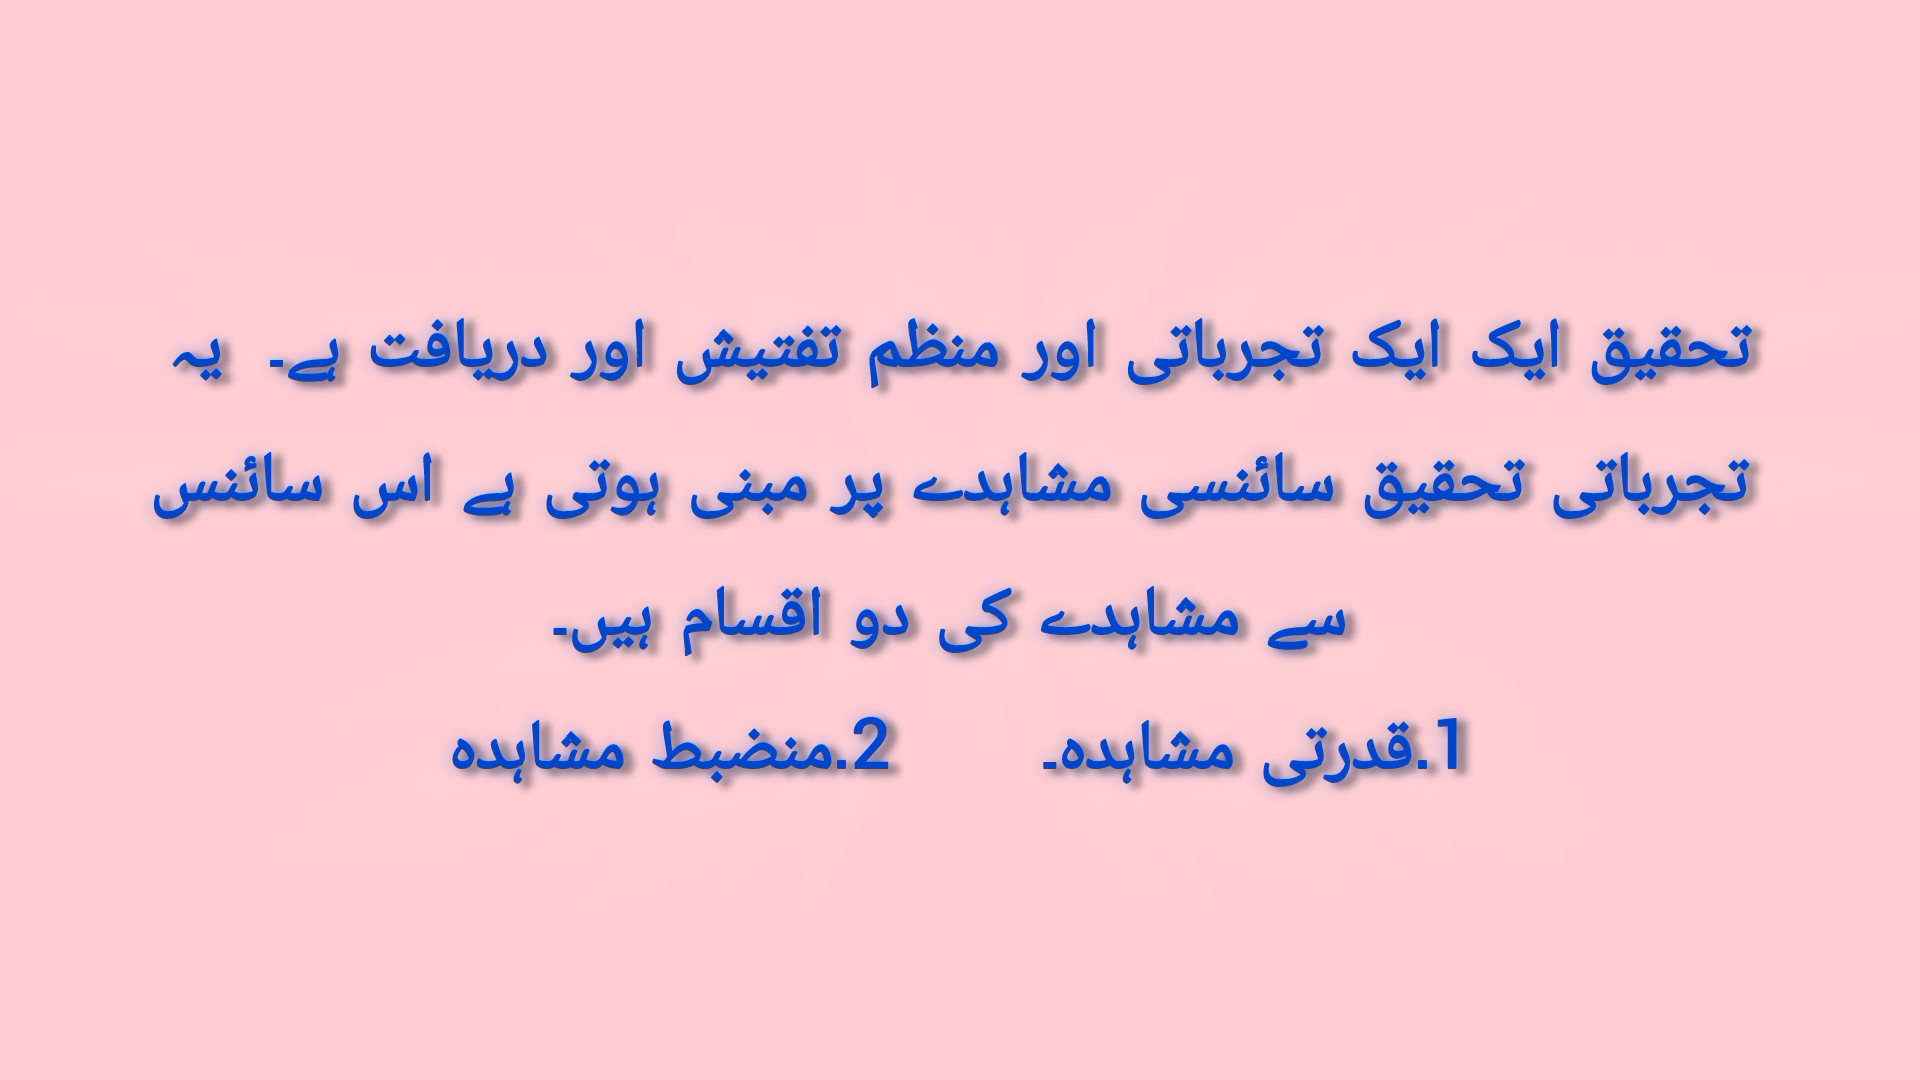 تحقیق ایک ایک تجرباتی اور منظم تفتیش اور دریافت ہے۔ یہ
تجرباتی تحقیق سائنسی مشاہدے پر مبنی ہوتی ہے اس سائنس
سے مشاہدے کی دو اقسام ہیں۔
1.قدرتی مشاہدہ۔ 2.منضبط مشاہدہ